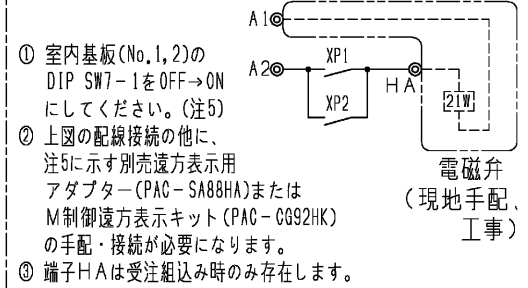 A1
① 室内基板(No.1,2)の
DIP SW7-1をOFF→ON
にしてください。(注5)
A2
XP1
HA
XP2
21W
② 上図の配線接続の他に、
注5に示す別売遠方表示用
アダプター(PAC-SA88HA)または
M制御遠方表示キット(PAC-CG92HK)
の手配・接続が必要になります。
③ 端子HAは受注組込み時のみ存在します。
電磁弁
(現地手配、
工事)